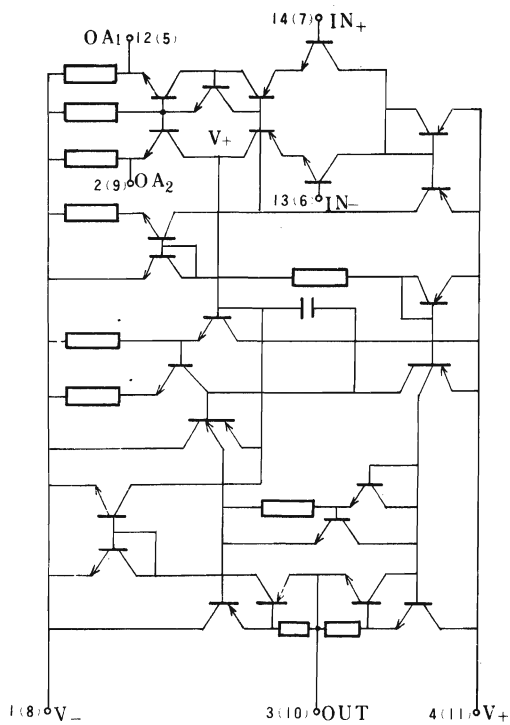 14(7) IN+
OA1 12(5)
V+
2(9) OA2
13(6) IN-
1(8) V-
3(10) OUT
4(11) V+